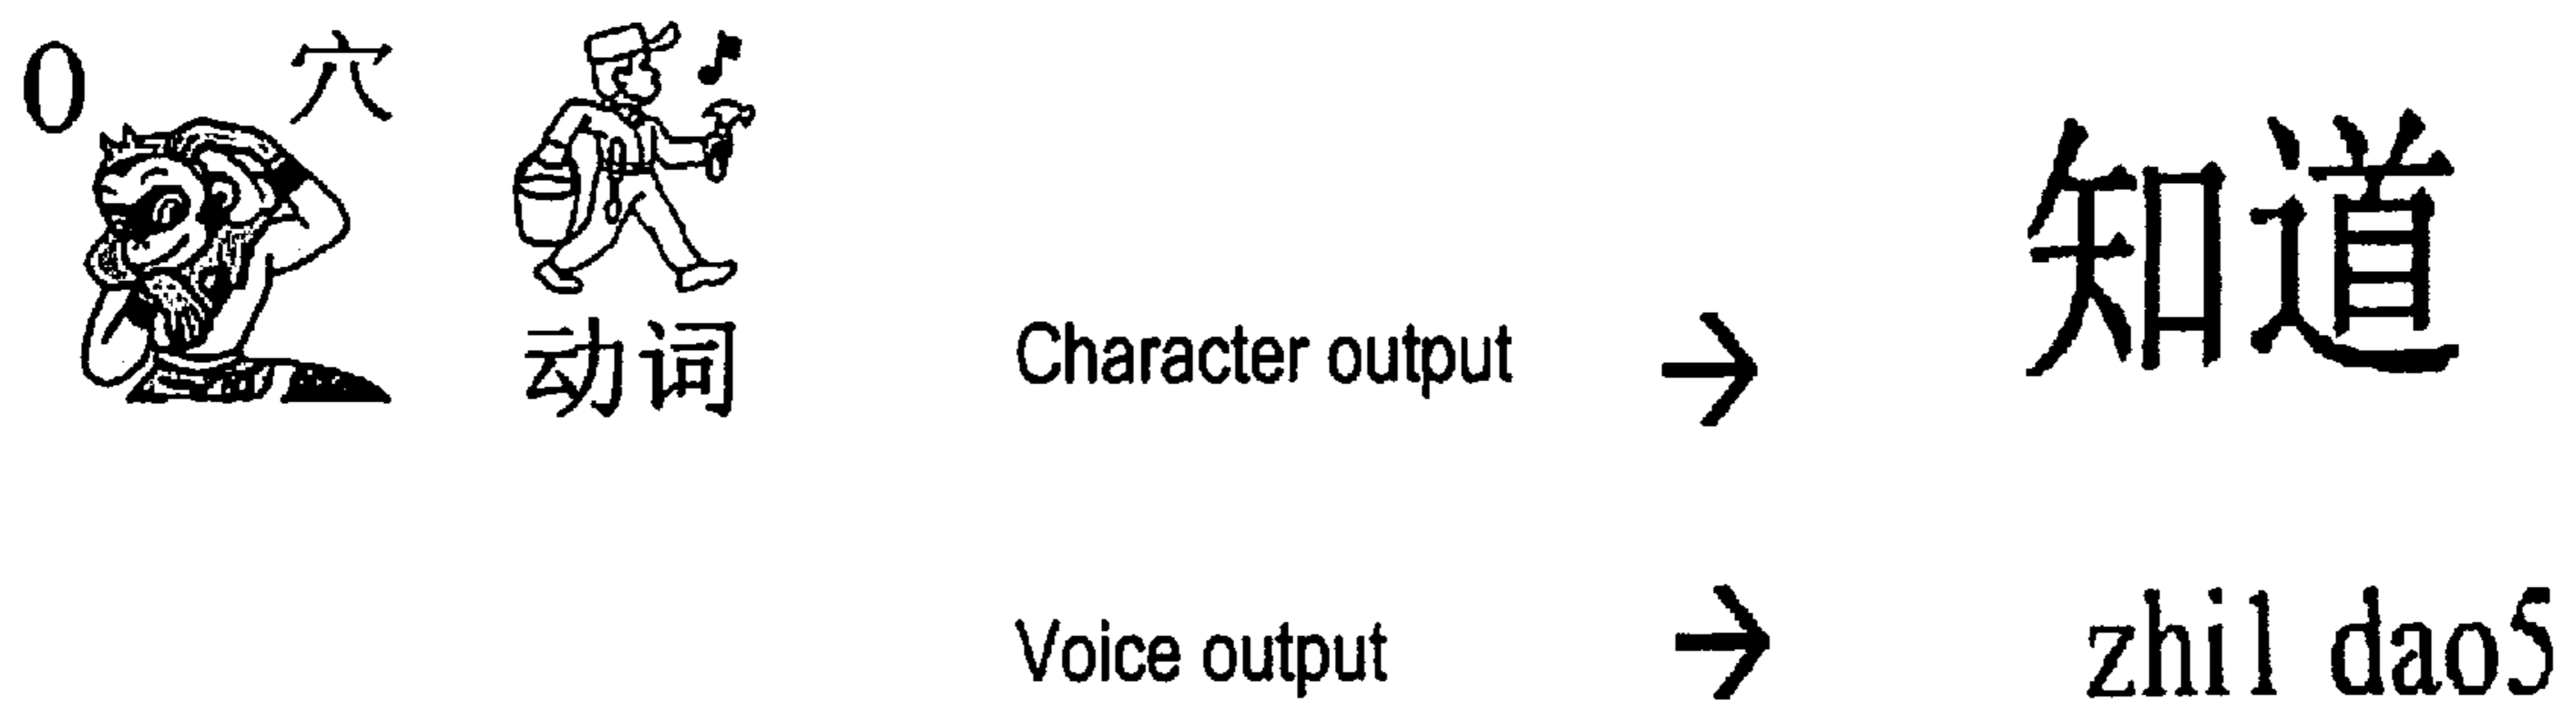 0 穴
动词
Character output → 知道
Voice output → zhi1 dao5